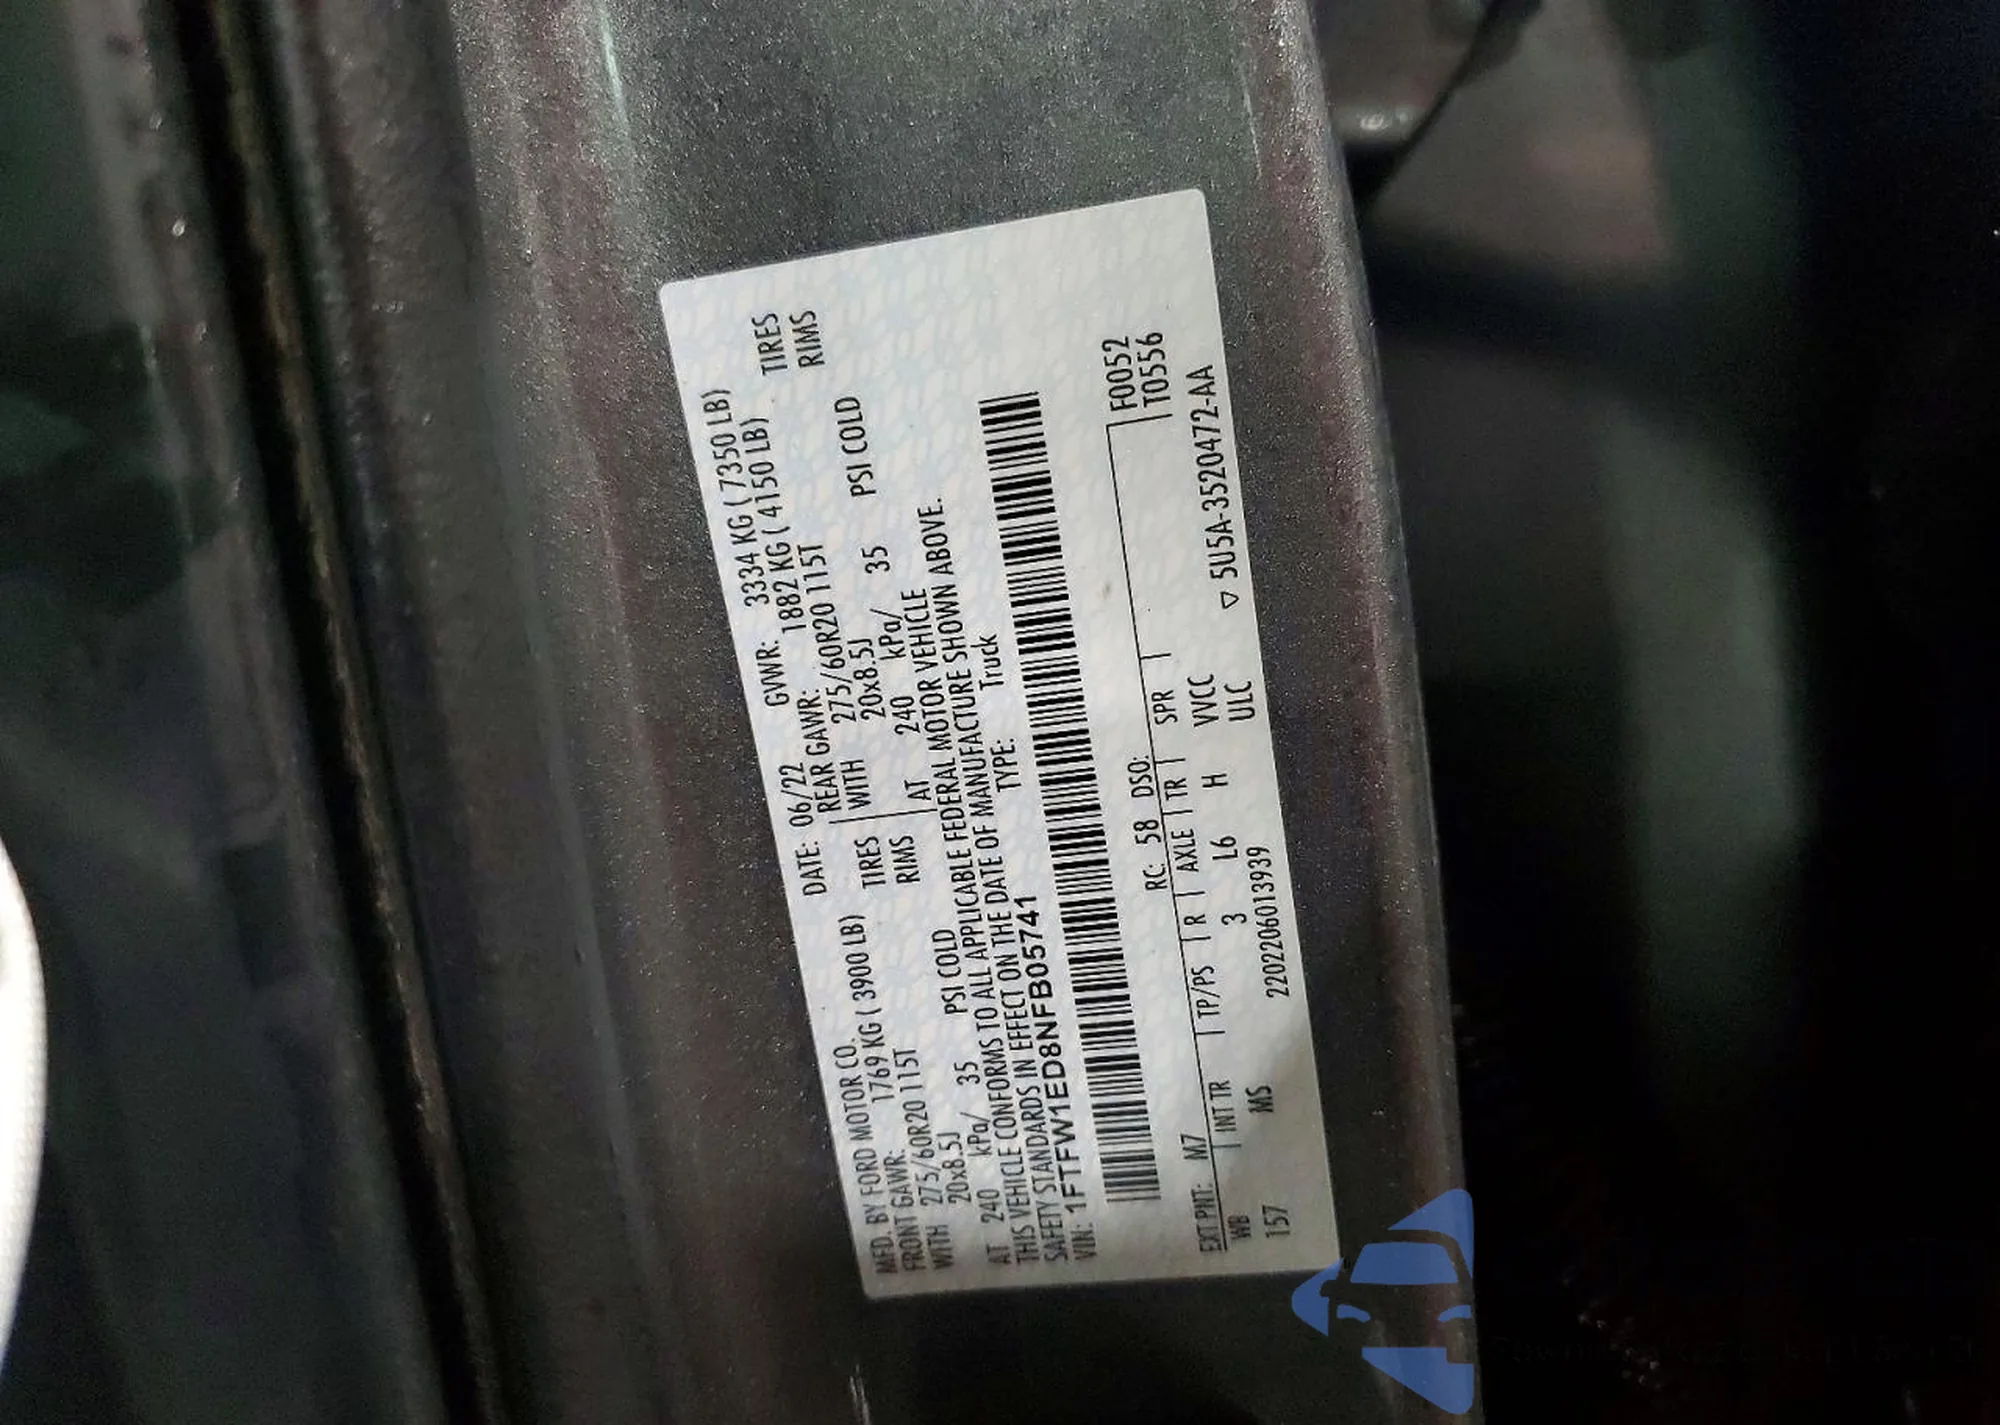 MFD. BY FORD MOTOR CO. DATE: 06/22 GVWR: 3334 KG ( 7350 LB)
FRONT GAWR: 1769 KG ( 3900 LB) REAR GAWR: 1882 KG ( 4150 LB)
WITH 275/60R20 115T TIRES WITH 275/60R20 115T TIRES
20x8.5J RIMS 20x8.5J RIMS
AT 240 kPa/ 35 PSI COLD AT 240 kPa/ 35 PSI COLD
THIS VEHICLE CONFORMS TO ALL APPLICABLE FEDERAL MOTOR VEHICLE
SAFETY STANDARDS IN EFFECT ON THE DATE OF MANUFACTURE SHOWN ABOVE.
VIN: 1FTFW1ED8NFB05741 TYPE: Truck
F0052
EXT PNT: M7 RC: 58 DSO: T0556
WB INT TR TP/PS R AXLE TR SPR
157 MS 3 L6 H VVCC ▽ 5U5A-3520472-AA
ULC
2202206013939